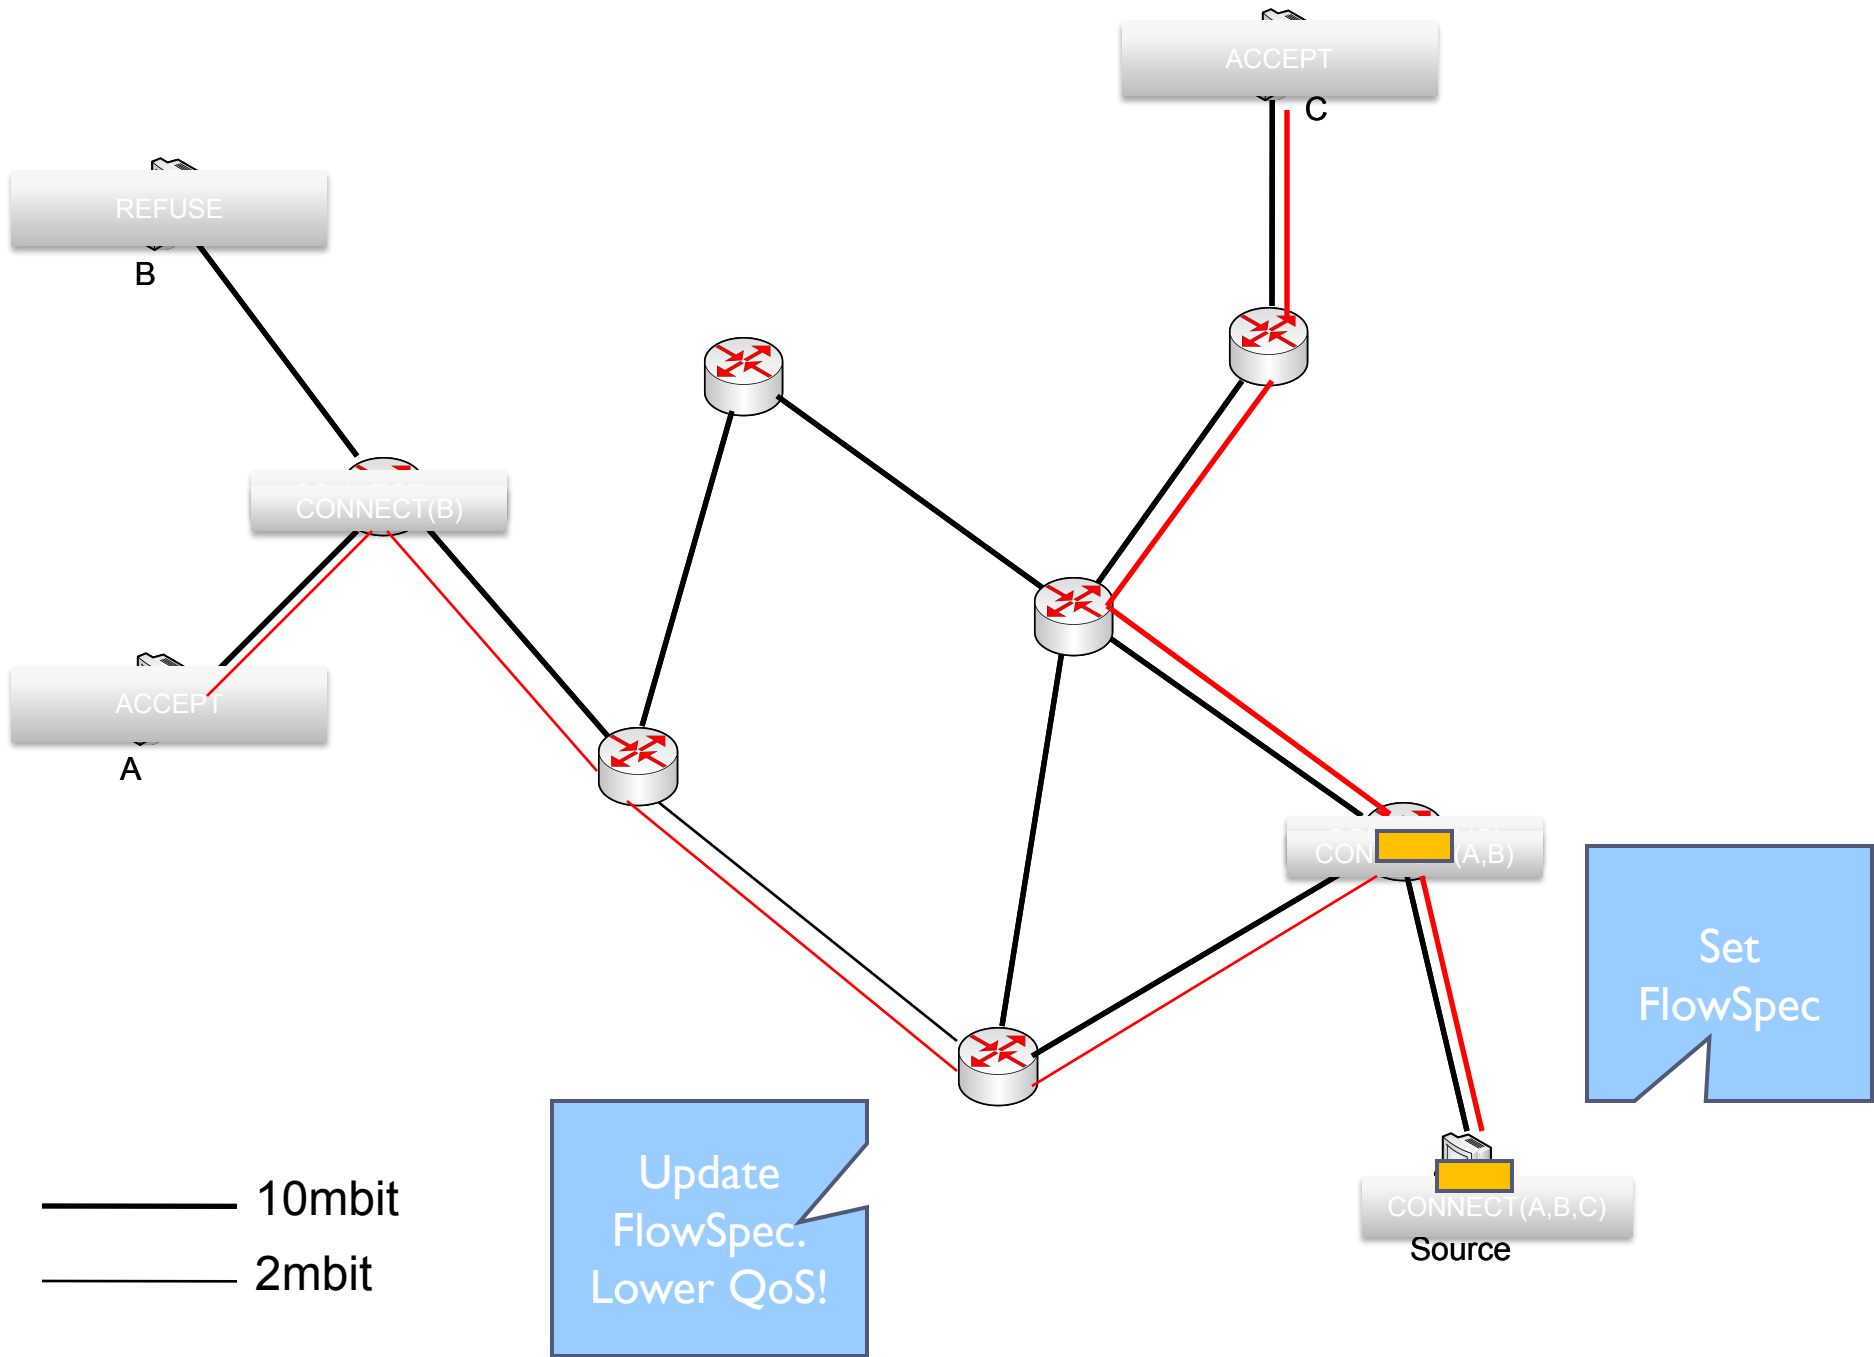 ACCEPT
C
REFUSE
B
CONNECT(B)
ACCEPT
A
(A,B)
Set
FlowSpec
Update
FlowSpec.
Lower QoS!
10mbit
2mbit
CONNECT(A,B,C)
Source